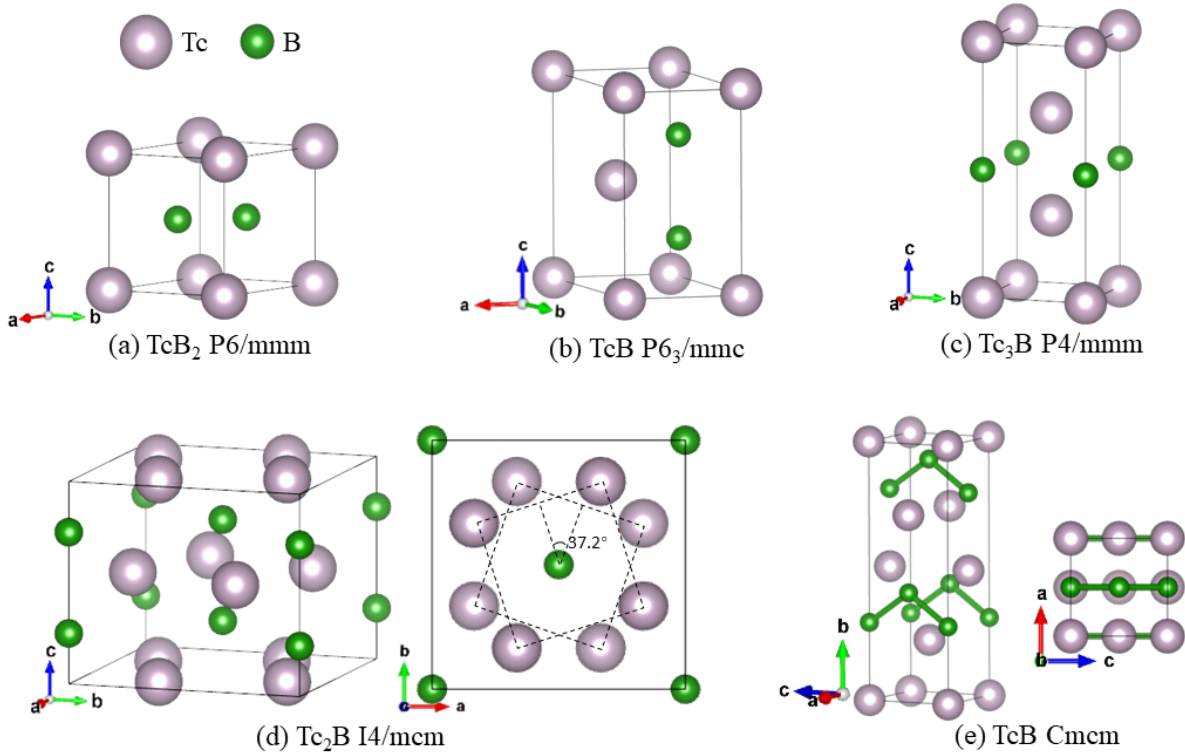 Tc B
c
a b
(a) TcB₂ P6/mmm
c
a b
(b) TcB P6₃/mmc
c
a b
(c) Tc₃B P4/mmm
c
a b
37.2°
b
c a
(d) Tc₂B I4/mcm
b
c
a
a
b c
(e) TcB Cmcm